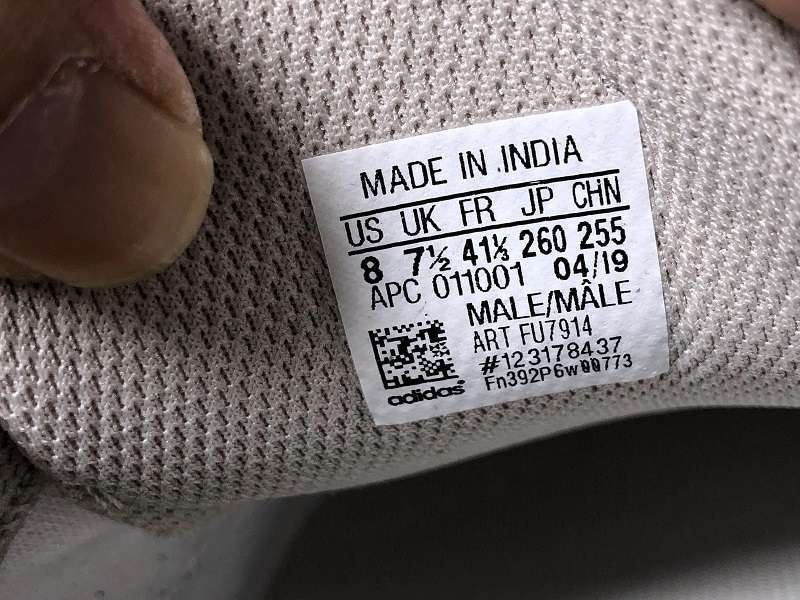 MADE IN INDIA
US UK FR JP CHN
8 7½ 41⅓ 260 255
APC 011001 04/19
MALE/MÂLE
ART FU7914
#123178437
Fn392P6w00773
adidas